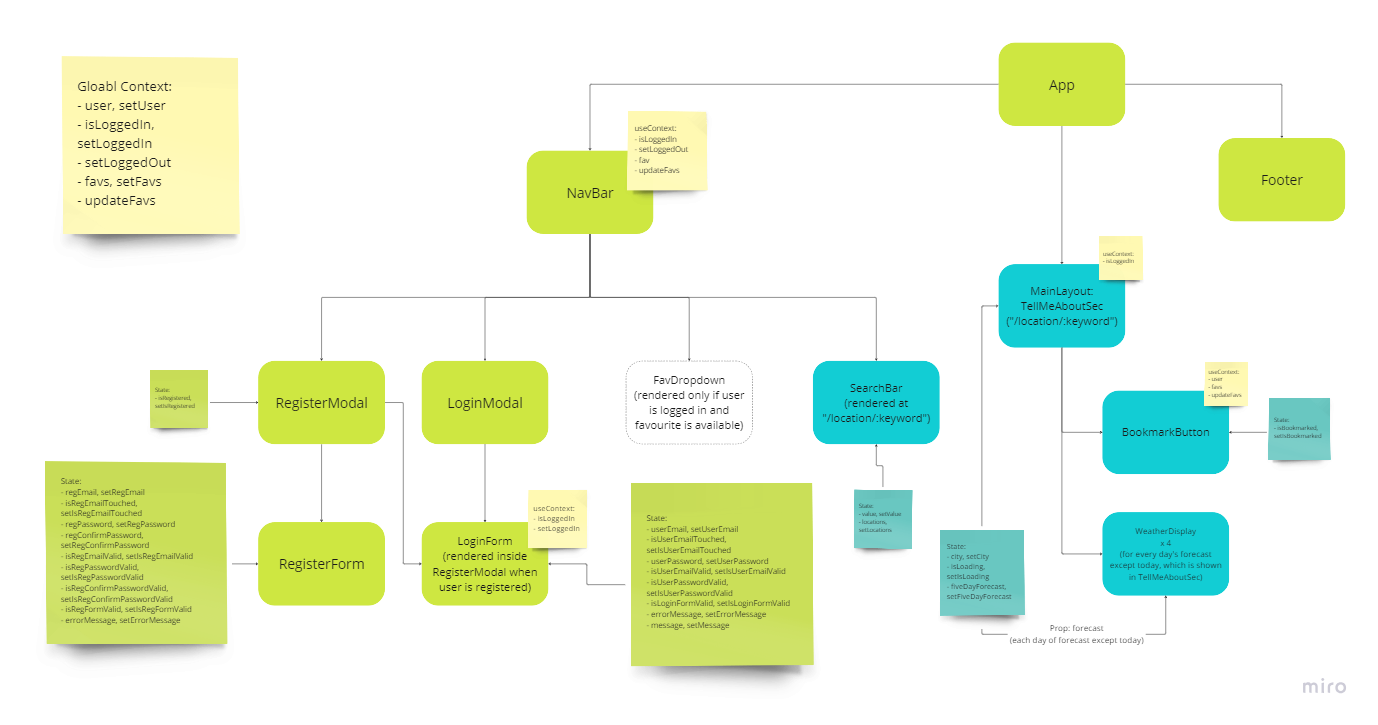 Gloabl Context:
- user, setUser
- isLoggedIn,
setLoggedIn
- setLoggedOut
- favs, setFavs
- updateFavs
App
useContext:
- isLoggedIn
- setLoggedOut
- fav
- updateFavs
NavBar
Footer
useContext:
- isLoggedIn
MainLayout:
TellMeAboutSec
("/location/:keyword")
State:
- isRegistered,
setIsRegistered
RegisterModal
LoginModal
FavDropdown
(rendered only if user
is logged in and
favourite is available)
SearchBar
(rendered at
"/location/:keyword")
useContext:
- user
- favs
- updateFavs
BookmarkButton
State:
- isBookmarked,
setIsBookmarked
State:
- regEmail, setRegEmail
- isRegEmailTouched,
setIsRegEmailTouched
- regPassword, setRegPassword
- regConfirmPassword,
setRegConfirmPassword
- isRegEmailValid, setIsRegEmailValid
- isRegPasswordValid,
setIsRegPasswordValid
- isRegConfirmPasswordValid,
setIsRegConfirmPasswordValid
- isRegFormValid, setIsRegFormValid
- errorMessage, setErrorMessage
RegisterForm
useContext:
- isLoggedIn
- setLoggedIn
LoginForm
(rendered inside
RegisterModal when
user is registered)
State:
- userEmail, setUserEmail
- isUserEmailTouched,
setIsUserEmailTouched
- userPassword, setUserPassword
- isUserEmailValid, setIsUserEmailValid
- isUserPasswordValid,
setIsUserPasswordValid
- isLoginFormValid, setIsLoginFormValid
- errorMessage, setErrorMessage
- message, setMessage
State:
- value, setValue
- locations,
setLocations
State:
- city, setCity
- isLoading,
setIsLoading
- fiveDayForecast,
setFiveDayForecast
WeatherDisplay
x 4
(for every day's forecast
except today, which is shown
in TellMeAboutSec)
Prop: forecast
(each day of forecast except today)
miro